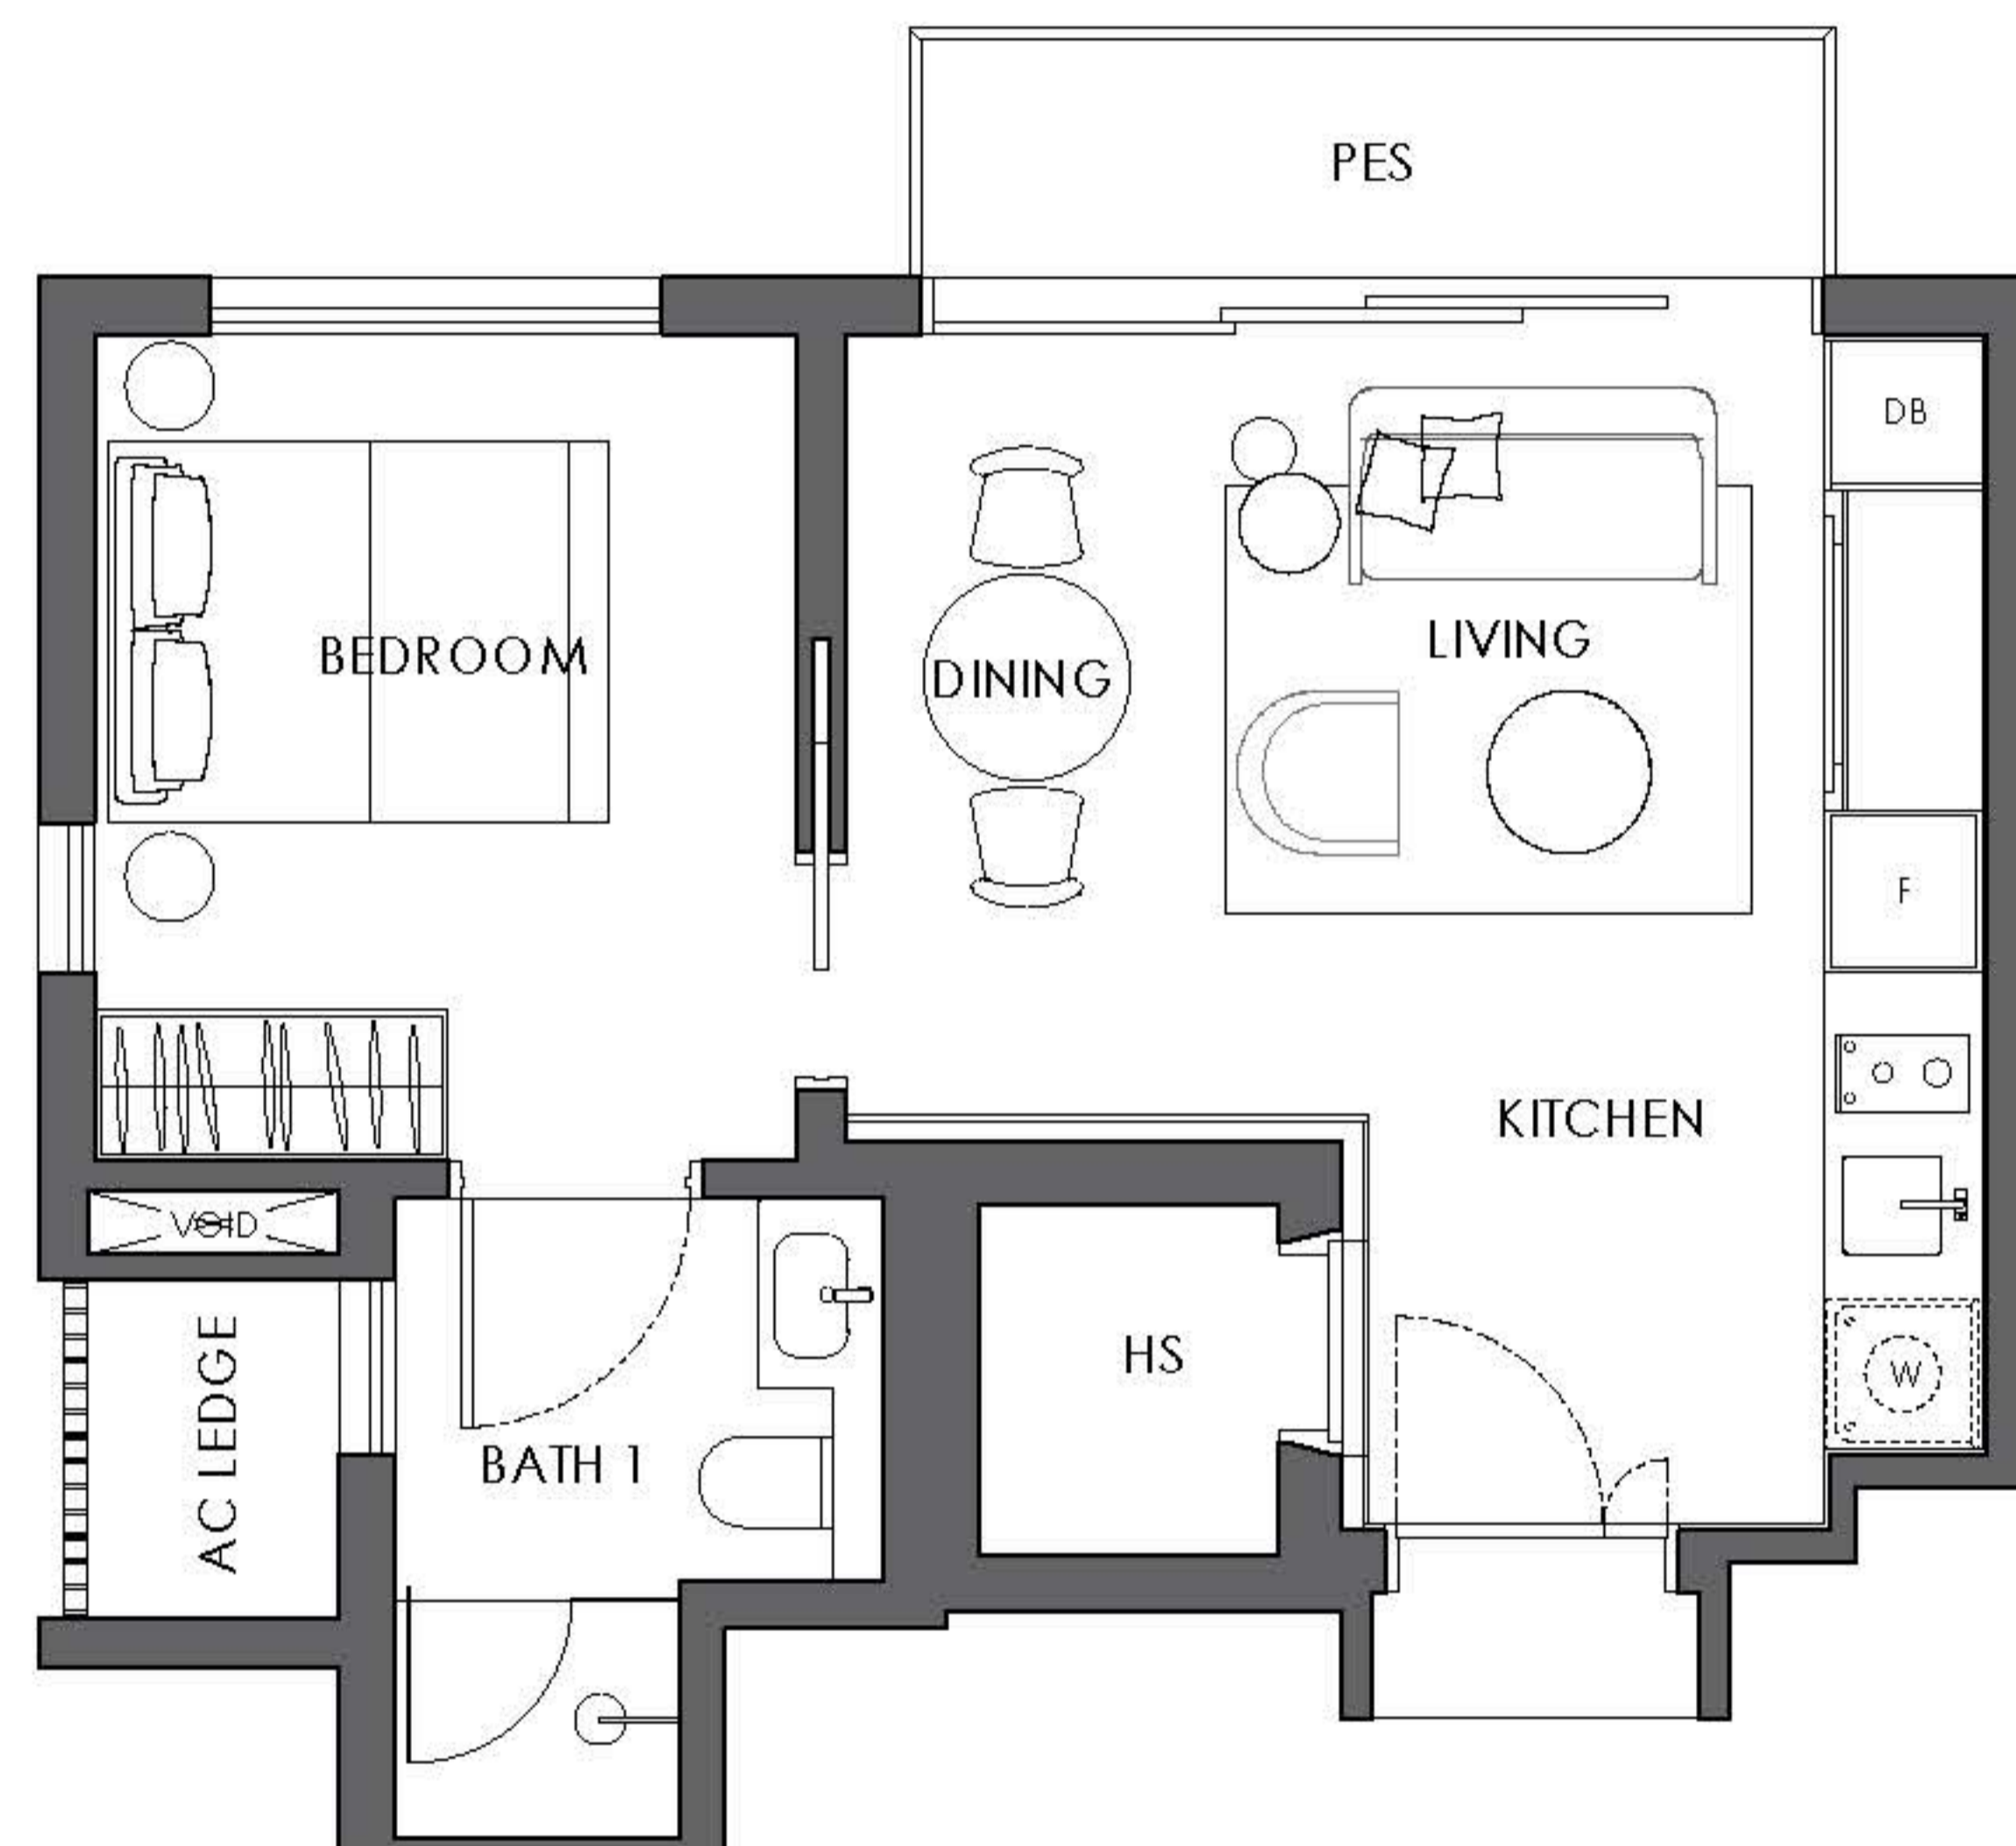 PES
DB
BEDROOM
DINING
LIVING
F
KITCHEN
VOID
AC LEDGE
HS
W
BATH 1